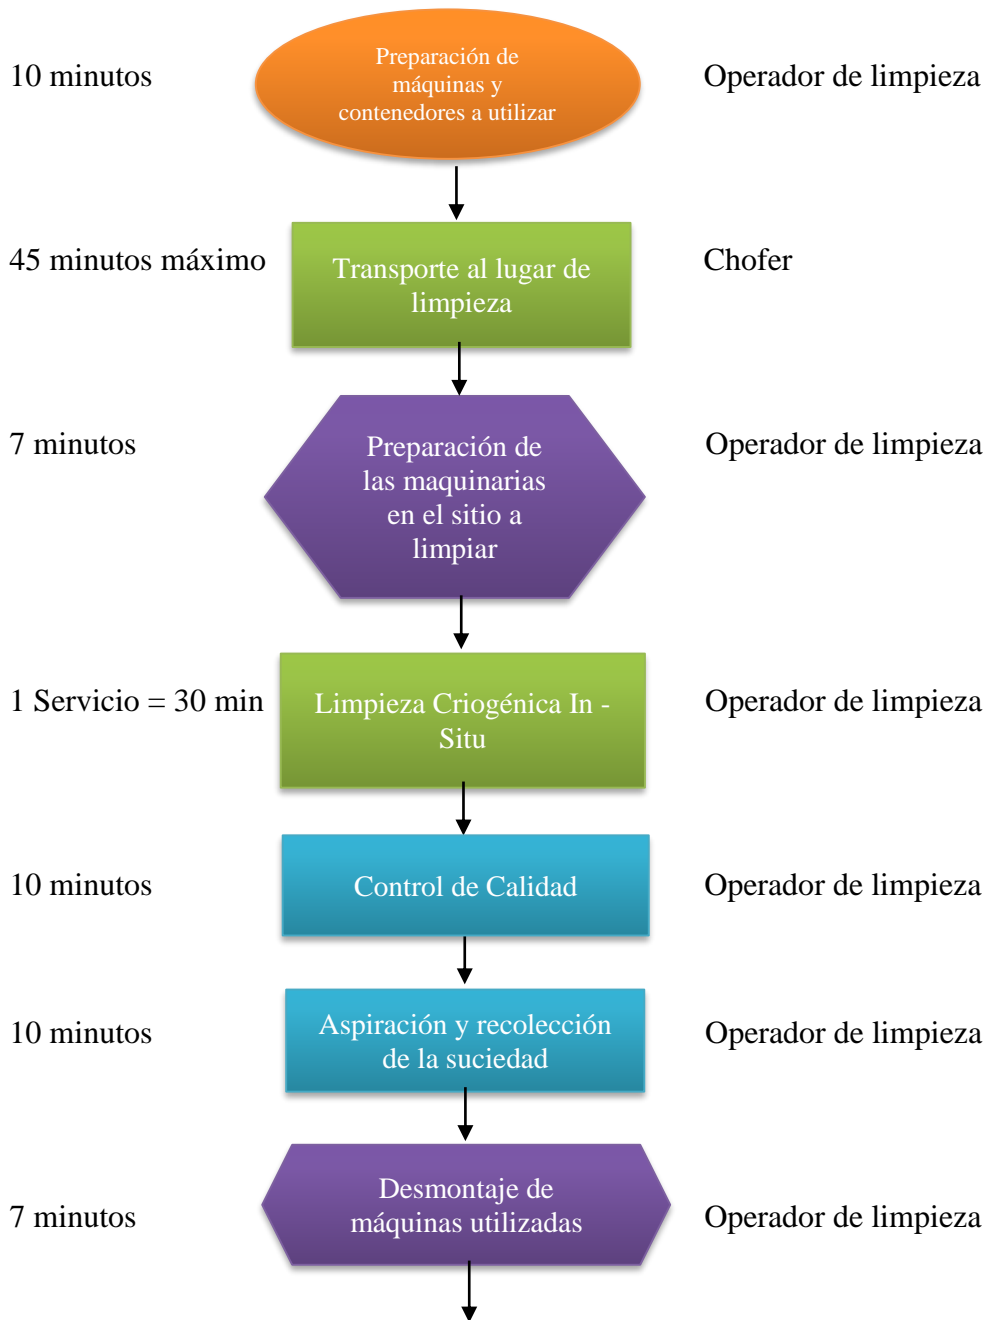 10 minutos
Preparación de
máquinas y
contenedores a utilizar
Operador de limpieza
45 minutos máximo
Transporte al lugar de
limpieza
Chofer
7 minutos
Preparación de
las maquinarias
en el sitio a
limpiar
Operador de limpieza
1 Servicio = 30 min
Limpieza Criogénica In -
Situ
Operador de limpieza
10 minutos
Control de Calidad
Operador de limpieza
10 minutos
Aspiración y recolección
de la suciedad
Operador de limpieza
7 minutos
Desmontaje de
máquinas utilizadas
Operador de limpieza